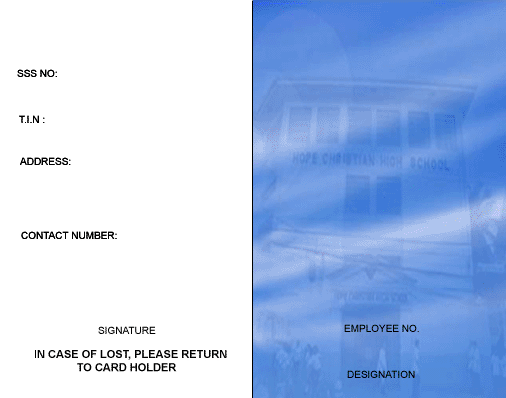 SSS NO:
T.I.N :
ADDRESS:
CONTACT NUMBER:
SIGNATURE
IN CASE OF LOST, PLEASE RETURN
TO CARD HOLDER
HOPE CHRISTIAN HIGH SCHOOL
EMPLOYEE NO.
DESIGNATION